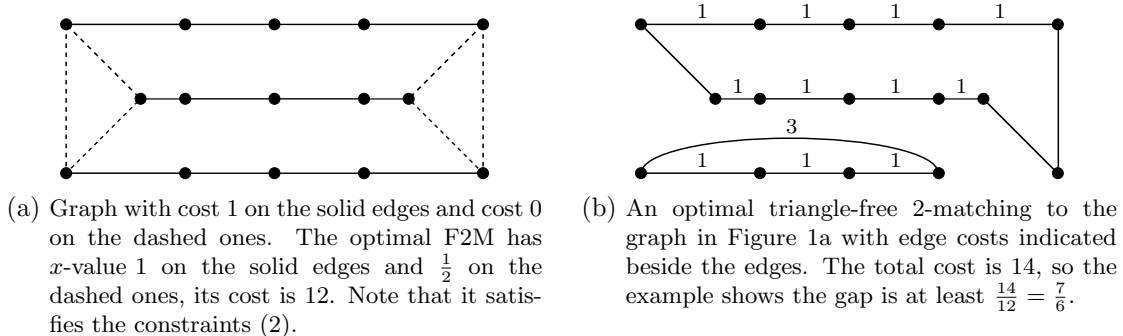 1 1 1 1
1 1 1 1
3
1 1 1
(a) Graph with cost 1 on the solid edges and cost 0
on the dashed ones. The optimal F2M has
x-value 1 on the solid edges and 1/2 on the
dashed ones, its cost is 12. Note that it satis-
fies the constraints (2).
(b) An optimal triangle-free 2-matching to the
graph in Figure 1a with edge costs indicated
beside the edges. The total cost is 14, so the
example shows the gap is at least 14/12 = 7/6.